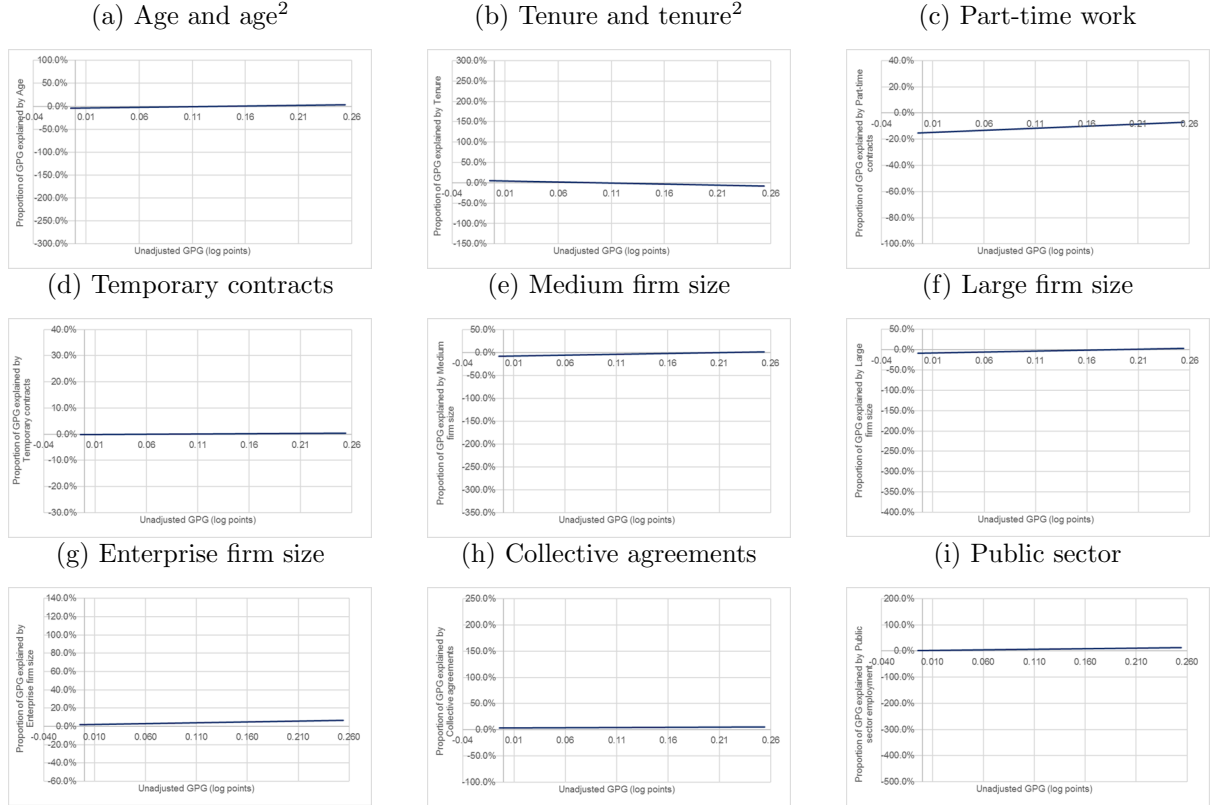 (a) Age and age²
(b) Tenure and tenure²
(c) Part-time work
Proportion of GPG explained by Age
100.0%
50.0%
0.0%
-50.0%
-100.0%
-150.0%
-200.0%
-250.0%
-300.0%
-0.04 0.01 0.06 0.11 0.16 0.21 0.26
Unadjusted GPG (log points)
Proportion of GPG explained by Tenure
300.0%
250.0%
200.0%
150.0%
100.0%
50.0%
0.0%
-50.0%
-100.0%
-150.0%
-0.04 0.01 0.06 0.11 0.16 0.21 0.26
Unadjusted GPG (log points)
Proportion of GPG explained by Part-time
contracts
40.0%
20.0%
0.0%
-20.0%
-40.0%
-60.0%
-80.0%
-100.0%
-0.04 0.01 0.06 0.11 0.16 0.21 0.26
Unadjusted GPG (log points)
(d) Temporary contracts
(e) Medium firm size
(f) Large firm size
Proportion of GPG explained by
Temporary contracts
40.0%
30.0%
20.0%
10.0%
0.0%
-10.0%
-20.0%
-30.0%
-0.04 0.01 0.06 0.11 0.16 0.21 0.26
Unadjusted GPG (log points)
Proportion of GPG explained by Medium
firm size
50.0%
0.0%
-50.0%
-100.0%
-150.0%
-200.0%
-250.0%
-300.0%
-350.0%
-0.04 0.01 0.06 0.11 0.16 0.21 0.26
Unadjusted GPG (log points)
Proportion of GPG explained by Large
firm size
50.0%
0.0%
-50.0%
-100.0%
-150.0%
-200.0%
-250.0%
-300.0%
-350.0%
-400.0%
-0.04 0.01 0.06 0.11 0.16 0.21 0.26
Unadjusted GPG (log points)
(g) Enterprise firm size
(h) Collective agreements
(i) Public sector
Proportion of GPG explained by
Enterprise firm size
140.0%
120.0%
100.0%
80.0%
60.0%
40.0%
20.0%
0.0%
-20.0%
-40.0%
-60.0%
-0.040 0.010 0.060 0.110 0.160 0.210 0.260
Unadjusted GPG (log points)
Proportion of GPG explained by
Collective agreements
250.0%
200.0%
150.0%
100.0%
50.0%
0.0%
-50.0%
-100.0%
-0.04 0.01 0.06 0.11 0.16 0.21 0.26
Unadjusted GPG (log points)
Proportion of GPG explained by Public
sector employment
200.0%
100.0%
0.0%
-100.0%
-200.0%
-300.0%
-400.0%
-500.0%
-0.040 0.010 0.060 0.110 0.160 0.210 0.260
Unadjusted GPG (log points)